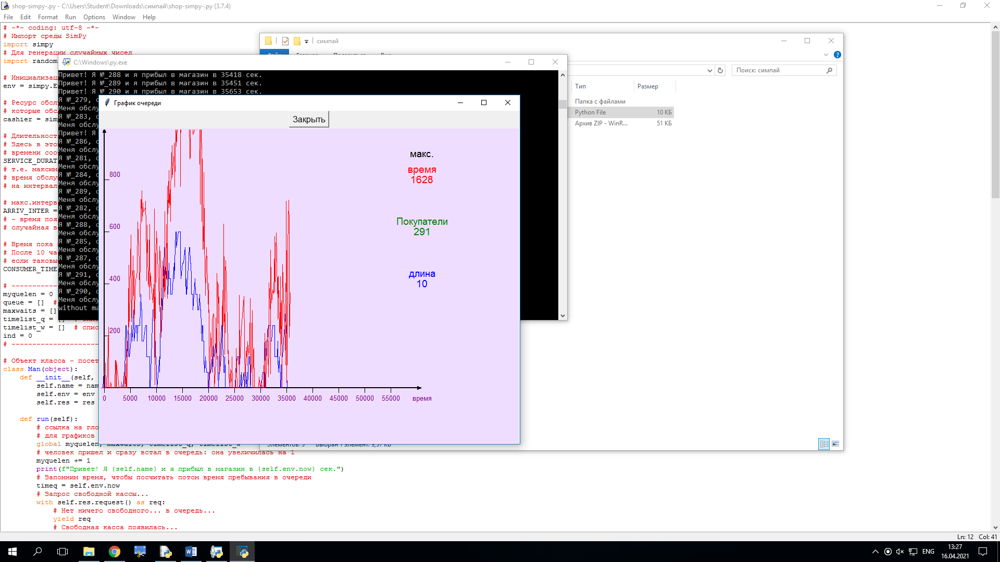 shop-simpy-.py - C:\Users\Student\Downloads\симпай\shop-simpy-.py (3.7.4)
File Edit Format Run Options Window Help
# -*- coding: utf-8 -*-
# Импорт среды SimPy
import simpy
# Для генерации случайных чисел
import random
# Инициализац
env = simpy.E
# Ресурс обсл
# которые обс
cashier = sim
# Длительност
# Здесь в это
# времени соо
SERVICE_DURAT
# т.е. максим
# время обслу
# на интервал
# макс.интерв
ARRIV_INTER =
# - время поя
# случайная в
# Время пока
# После 10 ча
# если таковы
CONSUMER_TIME
# ------------
myquelen = 0
queue = [] #
maxwaits = []
timelist_q = [] # спис
timelist_w = [] # спис
ind = 0
# ---------------------
# Объект класса - посет
class Man(object):
def __init__(self,
self.name = nam
self.env = env
self.res = res
def run(self):
# ссылка на гло
# для графиков
global myquelen, maxwaits, timelist_q, timelist_w
# человек пришел и сразу встал в очередь: она увеличилась на 1
myquelen += 1
print(f"Привет! Я {self.name} и я прибыл в магазин в {self.env.now} сек.")
# Запомним время, чтобы посчитать потом время пребывания в очереди
timeq = self.env.now
# Запрос свободной кассы...
with self.res.request() as req:
# Нет ничего свободного... в очередь...
yield req
# Свободная касса появилась...
Ln: 12 Col: 41
симпай
Файл Главная Поделиться Вид
Поиск: симпай
Тип Размер
Папка с файлами
Python File 10 КБ
Архив ZIP - WinR... 51 КБ
Элементов: 3 Выбран 1 элемент: 9,57 КБ
C:\Windows\py.exe
Привет! Я №_288 и я прибыл в магазин в 35418 сек.
Привет! Я №_289 и я прибыл в магазин в 35451 сек.
Привет! Я №_290 и я прибыл в магазин в 35653 сек.
Я №_279, с
Меня обслу
Я №_283, с
Меня обслу
Привет! Я
Я №_286, с
Меня обслу
Я №_281, с
Меня обслу
Я №_284, с
Меня обслу
Я №_289, с
Меня обслу
Я №_282, с
Меня обслу
Я №_288, с
Меня обслу
Я №_285, с
Меня обслу
Я №_287, с
Меня обслу
Я №_291, с
Меня обслу
Я №_290, с
Меня обслу
without ma
График очереди
Закрыть
макс.
время
1628
Покупатели
291
длина
10
800
600
400
200
0 5000 10000 15000 20000 25000 30000 35000 40000 45000 50000 55000 время
ENG
13:27
16.04.2021